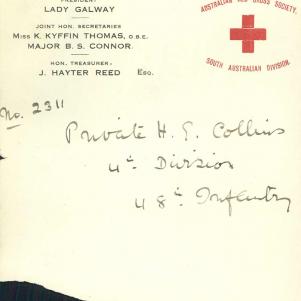 PRESIDENT
LADY GALWAY
JOINT HON. SECRETARIES
MISS K. KYFFIN THOMAS, O.B.E.
MAJOR B. S. CONNOR.
HON. TREASURER:
J. HAYTER REED Esq.
AUSTRALIAN RED CROSS SOCIETY,
SOUTH AUSTRALIAN DIVISION.
No. 2311
Private H. G. Collins
4th Division
48th Infantry